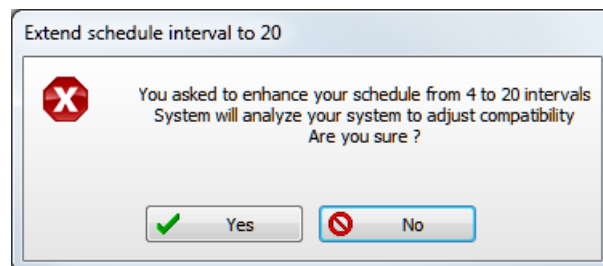 Extend schedule interval to 20
You asked to enhance your schedule from 4 to 20 intervals
System will analyze your system to adjust compatibility
Are you sure ?
Yes
No